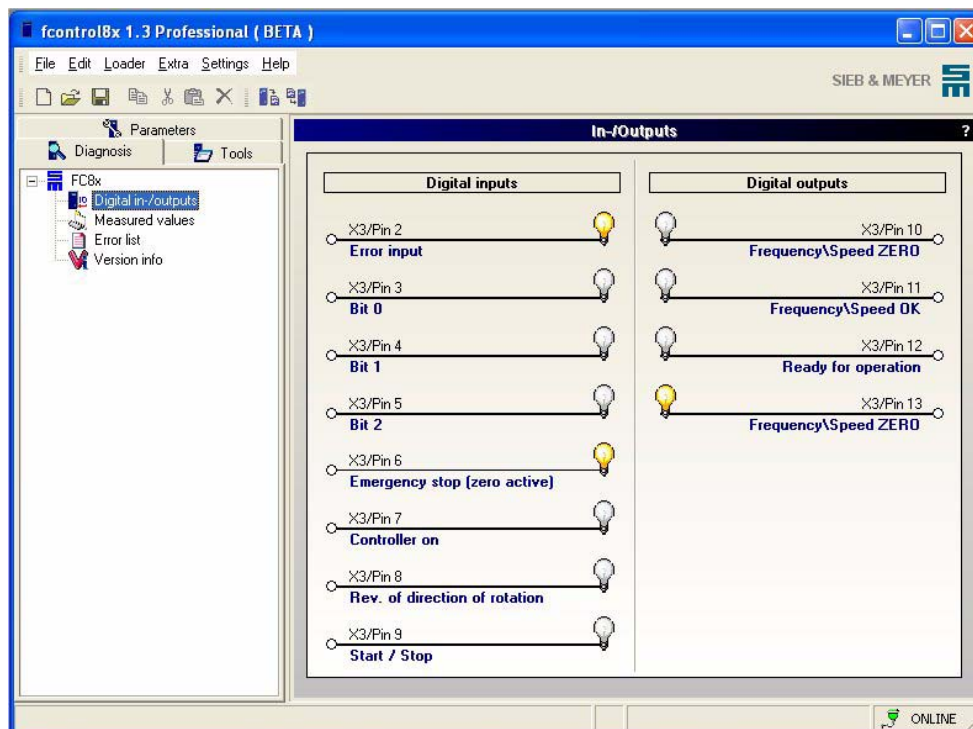 fcontrol8x 1.3 Professional ( BETA )
File Edit Loader Extra Settings Help
SIEB & MEYER
Parameters
Diagnosis
Tools
FC8x
Digital in-/outputs
Measured values
Error list
Version info
In-/Outputs
?
Digital inputs
X3/Pin 2
Error input
X3/Pin 3
Bit 0
X3/Pin 4
Bit 1
X3/Pin 5
Bit 2
X3/Pin 6
Emergency stop (zero active)
X3/Pin 7
Controller on
X3/Pin 8
Rev. of direction of rotation
X3/Pin 9
Start / Stop
Digital outputs
X3/Pin 10
Frequency\Speed ZERO
X3/Pin 11
Frequency\Speed OK
X3/Pin 12
Ready for operation
X3/Pin 13
Frequency\Speed ZERO
ONLINE